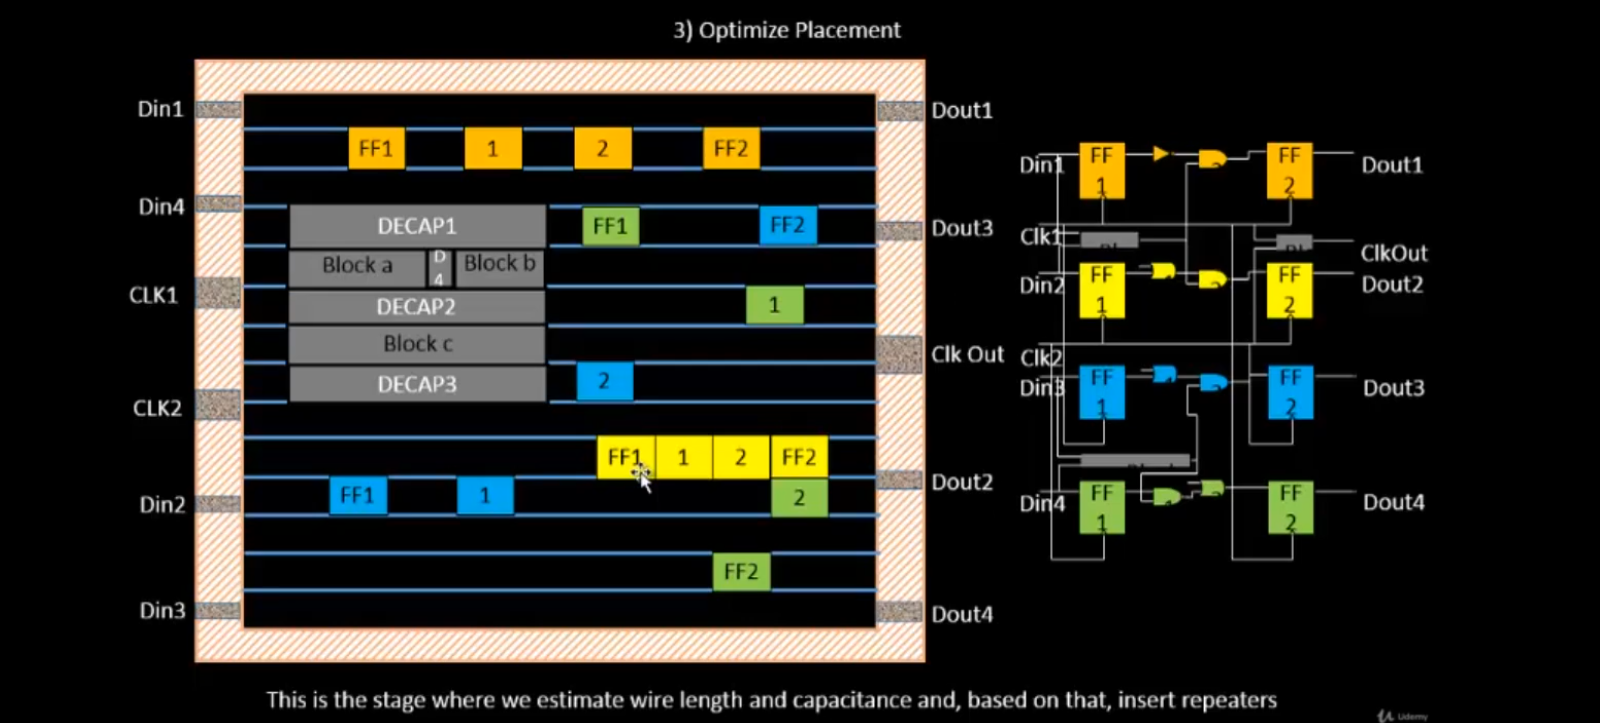 3) Optimize Placement
Din1
Dout1
FF1 1 2 FF2
Din4
DECAP1
FF1
FF2
Dout3
Block a
D
4
Block b
CLK1
DECAP2
1
Block c
Clk Out
DECAP3
2
CLK2
FF1 1 2 FF2
Dout2
Din2
FF1
1
2
FF2
Din3
Dout4
Din1
FF
1
FF
2
Dout1
Clk1
ClkOut
Din2
FF
1
FF
2
Dout2
Clk2
Din3
FF
1
FF
2
Dout3
Din4
FF
1
FF
2
Dout4
This is the stage where we estimate wire length and capacitance and, based on that, insert repeaters
Udemy